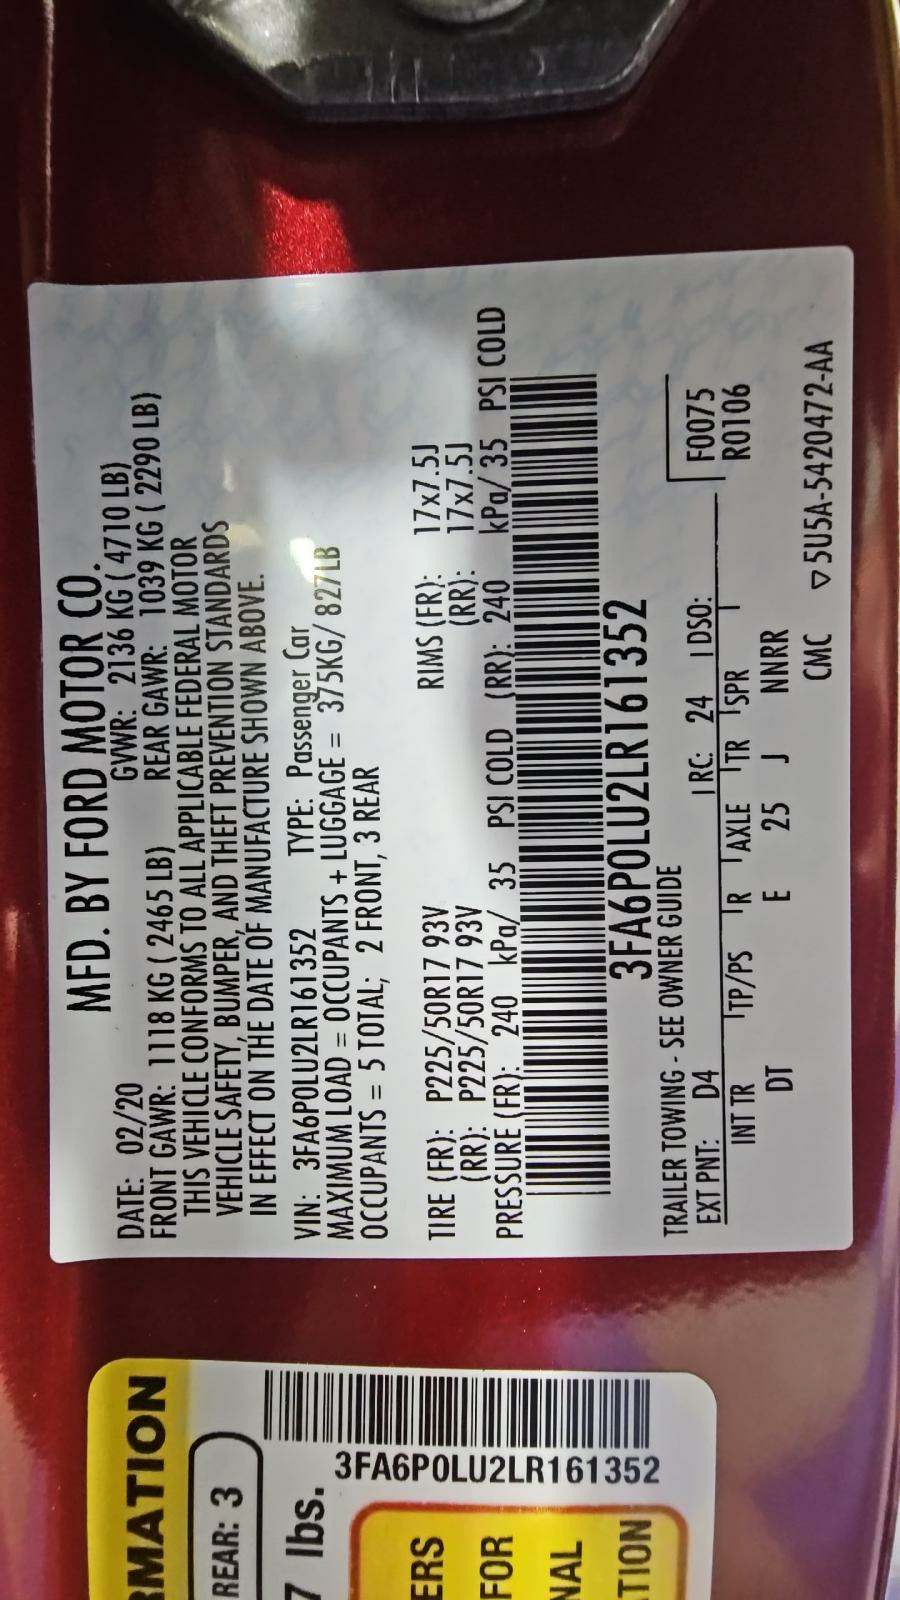 MFD. BY FORD MOTOR CO.
DATE: 02/20 GVWR: 2136 KG ( 4710 LB)
FRONT GAWR: 1118 KG ( 2465 LB) REAR GAWR: 1039 KG ( 2290 LB)
THIS VEHICLE CONFORMS TO ALL APPLICABLE FEDERAL MOTOR
VEHICLE SAFETY, BUMPER, AND THEFT PREVENTION STANDARDS
IN EFFECT ON THE DATE OF MANUFACTURE SHOWN ABOVE.
VIN: 3FA6P0LU2LR161352 TYPE: Passenger Car
MAXIMUM LOAD = OCCUPANTS + LUGGAGE = 375KG/ 827LB
OCCUPANTS = 5 TOTAL; 2 FRONT, 3 REAR
TIRE (FR): P225/50R17 93V RIMS (FR): 17x7.5J
(RR): P225/50R17 93V (RR): 17x7.5J
PRESSURE (FR): 240 kPa/ 35 PSI COLD (RR): 240 kPa/ 35 PSI COLD
3FA6P0LU2LR161352
TRAILER TOWING - SEE OWNER GUIDE
EXT PNT: D4 RC: 24 DSO:
F0075
R0106
INT TR TP/PS R AXLE TR SPR
DT E 25 J NNRR
CMC ▽5U5A-5420472-AA
RMATION
REAR: 3
7 lbs.
3FA6P0LU2LR161352
ERS
FOR
NAL
TION